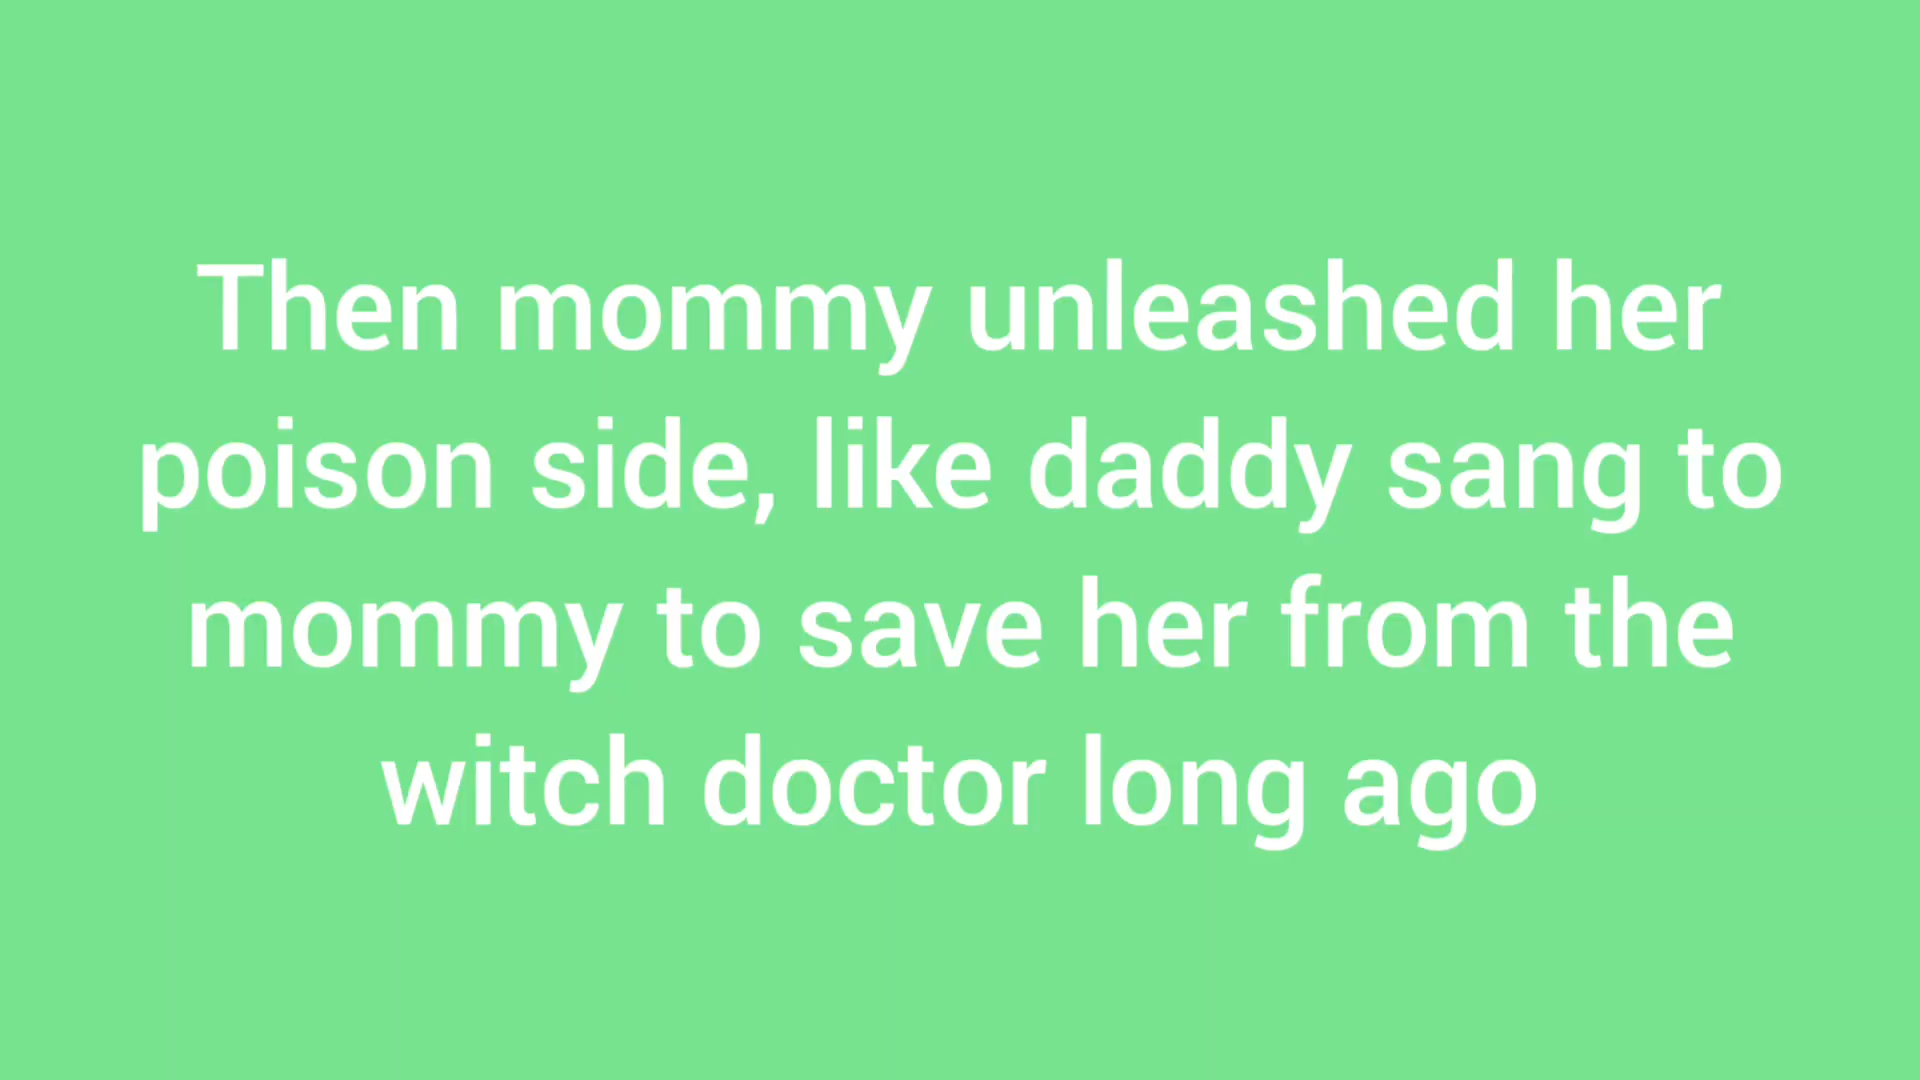 Then mommy unleashed her
poison side, like daddy sang to
mommy to save her from the
witch doctor long ago